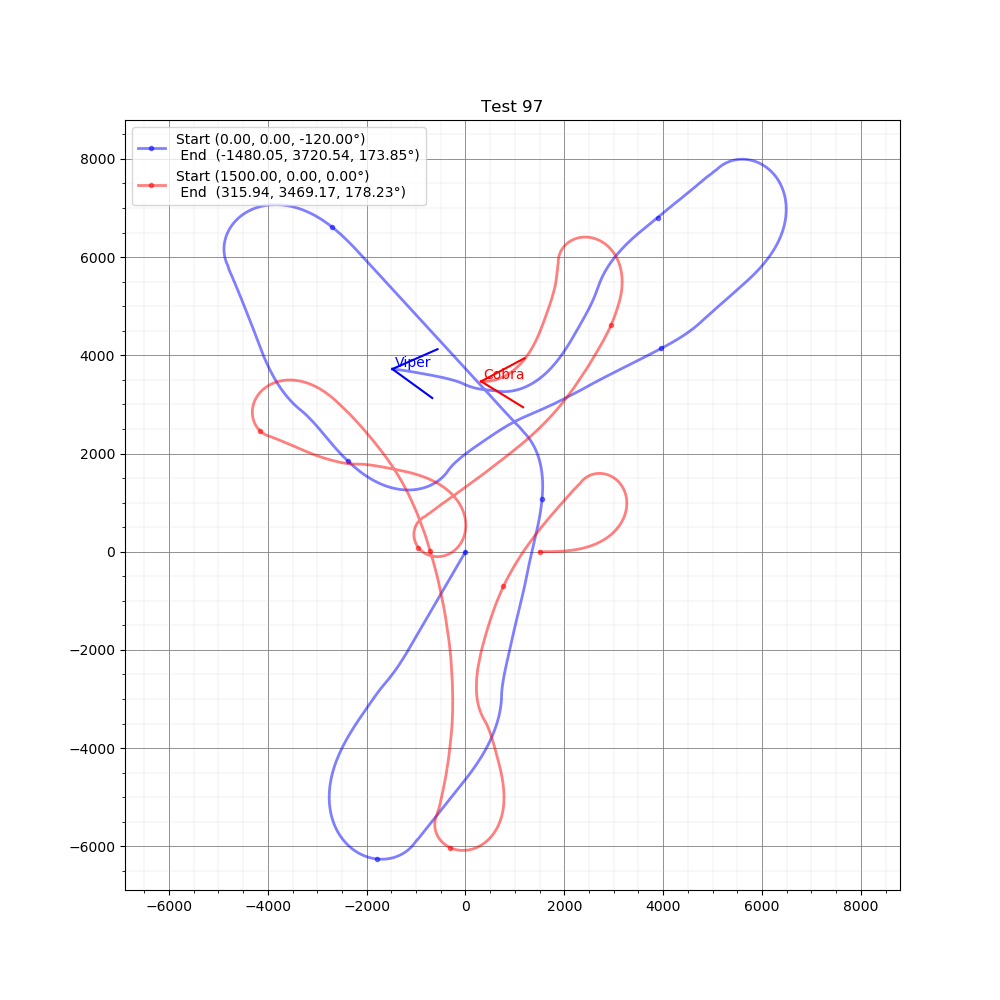 Test 97
Start (0.00, 0.00, -120.00°)
End (-1480.05, 3720.54, 173.85°)
Start (1500.00, 0.00, 0.00°)
End (315.94, 3469.17, 178.23°)
8000
6000
4000
2000
0
−2000
−4000
−6000
Viper
Cobra
−6000 −4000 −2000 0 2000 4000 6000 8000